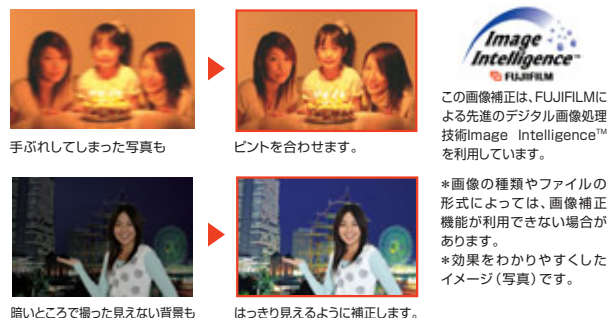 手ぶれしてしまった写真も
ピントを合わせます。
暗いところで撮った見えない背景も
はっきり見えるように補正します。
Image
Intelligence™
FUJIFILM
この画像補正は、FUJIFILMに
よる先進のデジタル画像処理
技術Image Intelligence™
を利用しています。
*画像の種類やファイルの
形式によっては、画像補正
機能が利用できない場合が
あります。
*効果をわかりやすくした
イメージ(写真)です。